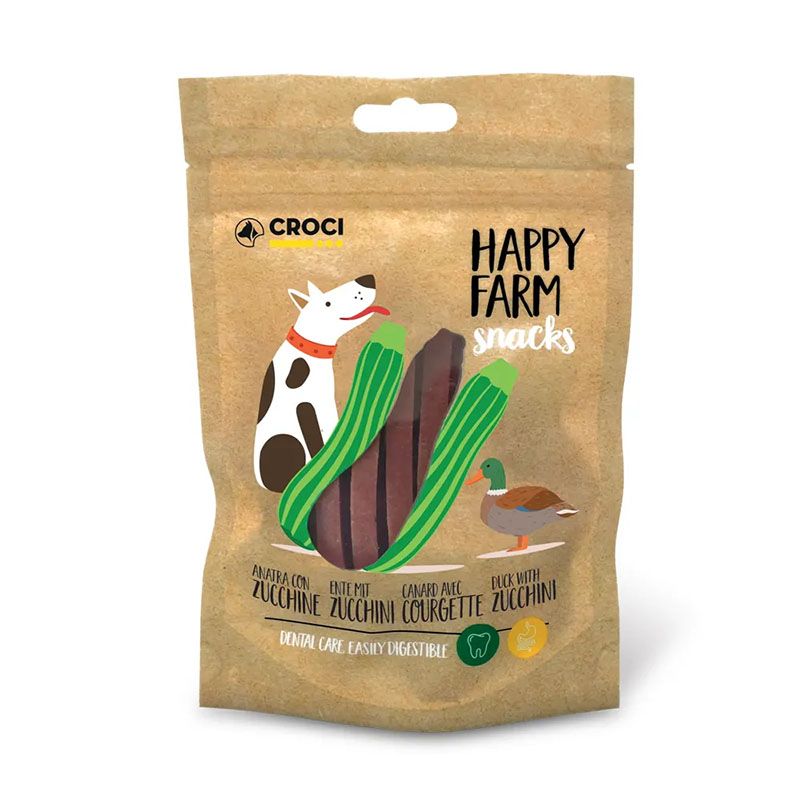 CROCI
HAPPY
FARM
snacks
ANATRA CON
ZUCCHINE
ENTE MIT
ZUCCHINI
CANARD AVEC
COURGETTE
DUCK WITH
ZUCCHINI
DENTAL CARE EASILY DIGESTIBLE